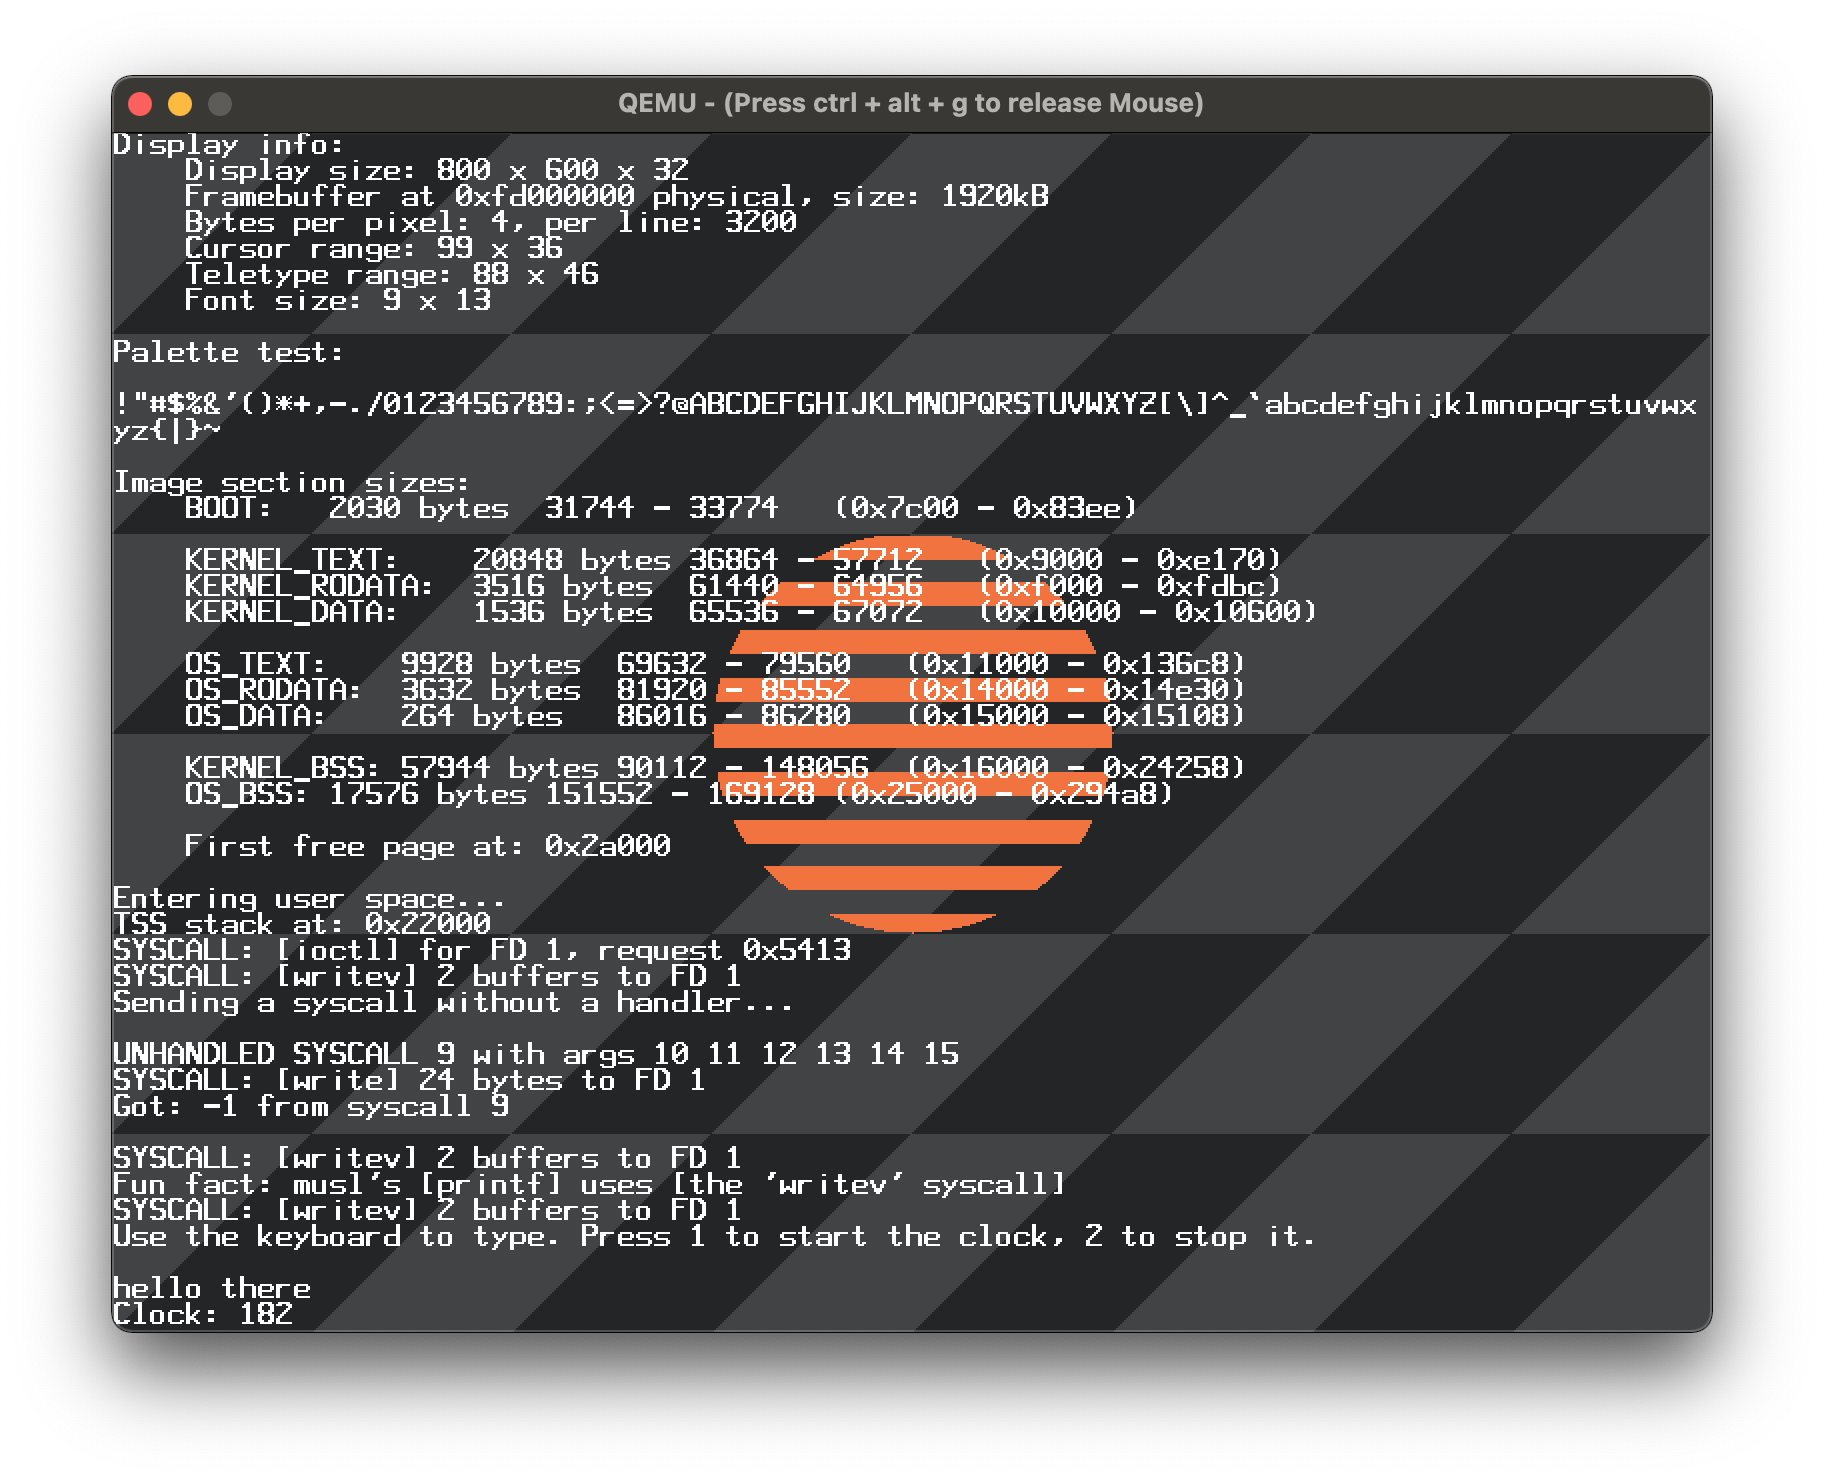 QEMU - (Press ctrl + alt + g to release Mouse)
Display info:
    Display size: 800 x 600 x 32
    Framebuffer at 0xfd000000 physical, size: 1920kB
    Bytes per pixel: 4, per line: 3200
    Cursor range: 99 x 36
    Teletype range: 88 x 46
    Font size: 9 x 13
Palette test:
!"#$%&'()*+,-./0123456789:;<=>?@ABCDEFGHIJKLMNOPQRSTUVWXYZ[\]^_`abcdefghijklmnopqrstuvwx
yz{|}~
Image section sizes:
    BOOT:   2030 bytes  31744 - 33774   (0x7c00 - 0x83ee)
    KERNEL_TEXT:    20848 bytes 36864 - 57712   (0x9000 - 0xe170)
    KERNEL_RODATA:  3516 bytes  61440 - 64956   (0xf000 - 0xfdbc)
    KERNEL_DATA:    1536 bytes  65536 - 67072   (0x10000 - 0x10600)
    OS_TEXT:    9928 bytes  69632 - 79560   (0x11000 - 0x136c8)
    OS_RODATA:  3632 bytes  81920 - 85552   (0x14000 - 0x14e30)
    OS_DATA:    264 bytes   86016 - 86280   (0x15000 - 0x15108)
    KERNEL_BSS: 57944 bytes 90112 - 148056  (0x16000 - 0x24258)
    OS_BSS: 17576 bytes 151552 - 169128 (0x25000 - 0x294a8)
    First free page at: 0x2a000
Entering user space...
TSS stack at: 0x22000
SYSCALL: [ioctl] for FD 1, request 0x5413
SYSCALL: [writev] 2 buffers to FD 1
Sending a syscall without a handler...
UNHANDLED SYSCALL 9 with args 10 11 12 13 14 15
SYSCALL: [write] 24 bytes to FD 1
Got: -1 from syscall 9
SYSCALL: [writev] 2 buffers to FD 1
Fun fact: musl's [printf] uses [the 'writev' syscall]
SYSCALL: [writev] 2 buffers to FD 1
Use the keyboard to type. Press 1 to start the clock, 2 to stop it.
hello there
Clock: 182